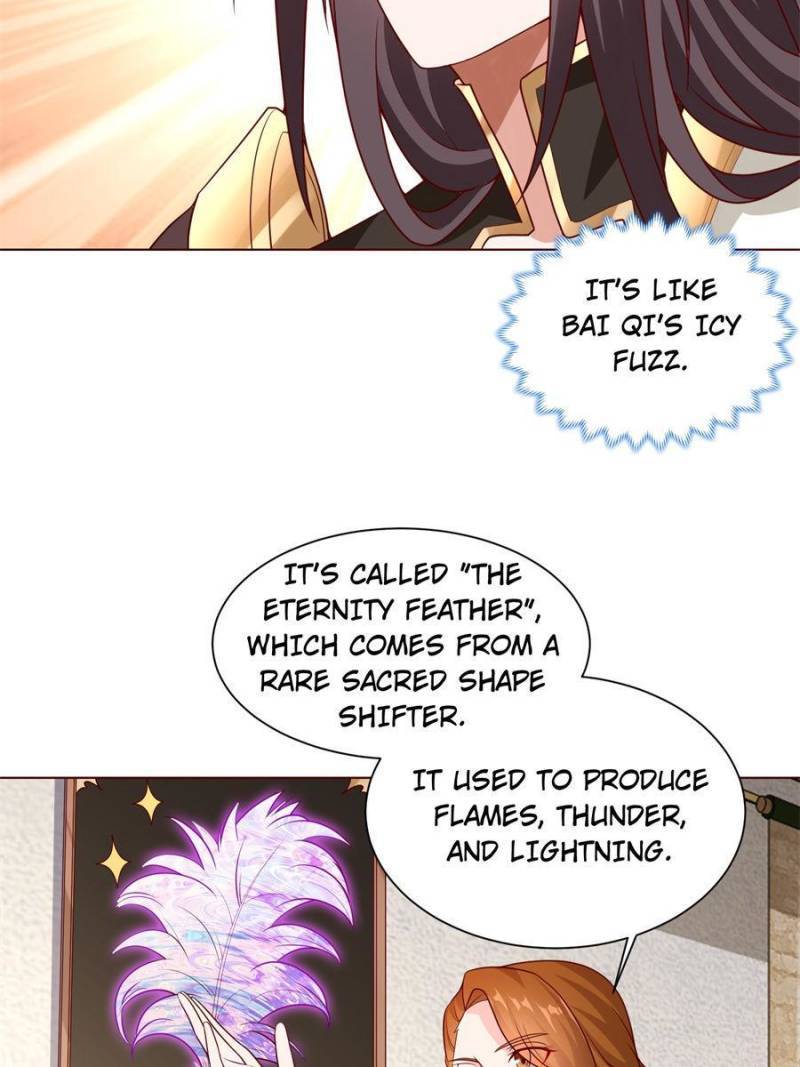 IT'S LIKE
BAI QI'S ICY
FUZZ.
IT'S CALLED "THE
ETERNITY FEATHER",
WHICH COMES FROM A
RARE SACRED SHAPE
SHIFTER.
IT USED TO PRODUCE
FLAMES, THUNDER,
AND LIGHTNING.